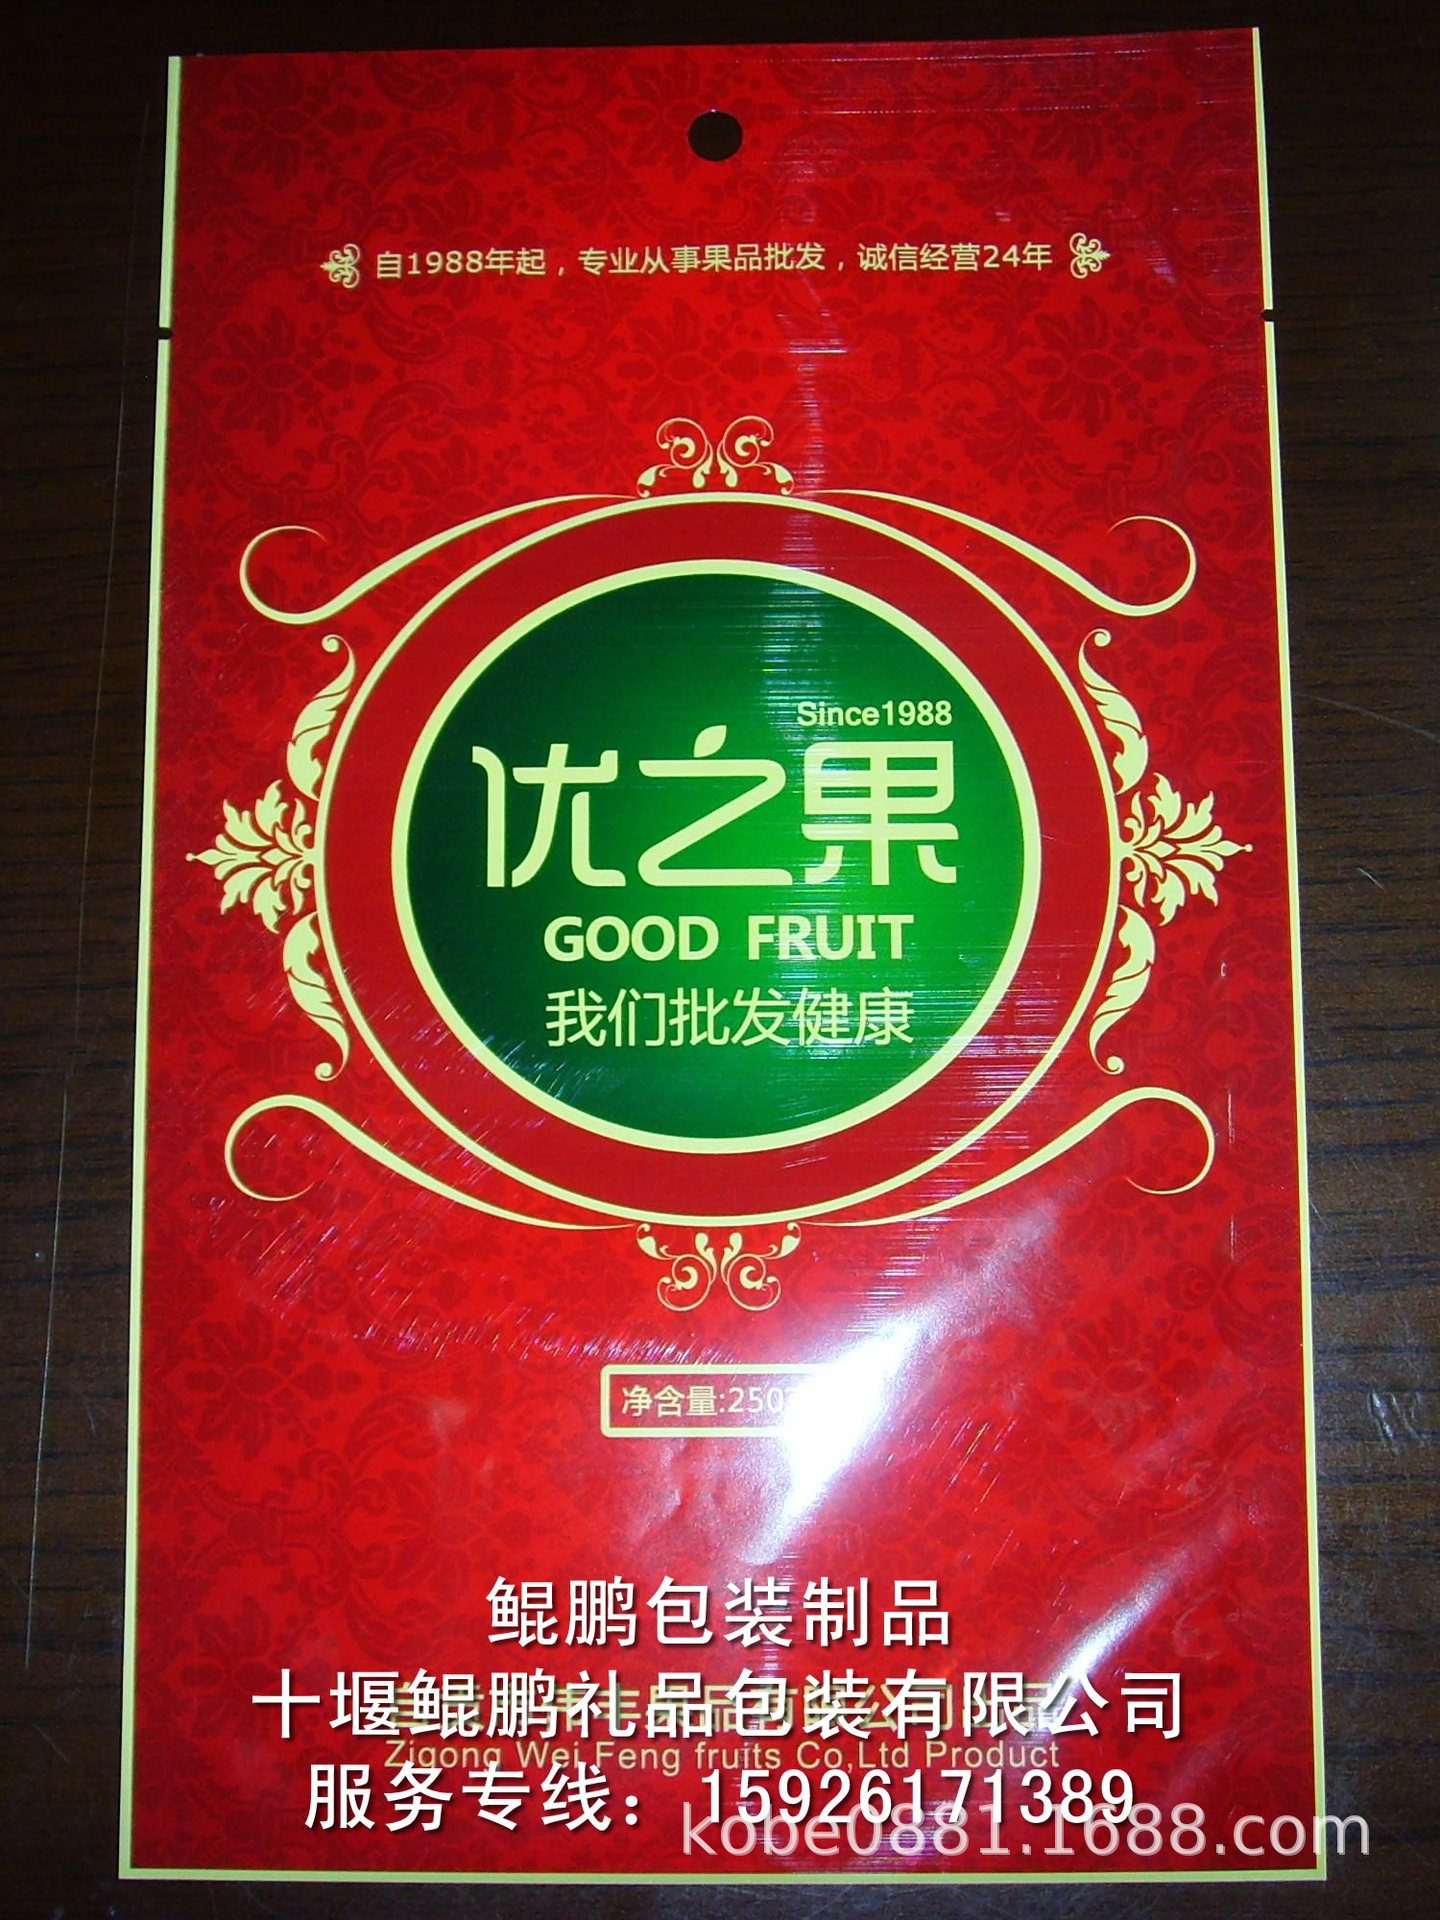 自1988年起，专业从事果品批发，诚信经营24年
Since1988
优之果
GOOD FRUIT
我们批发健康
净含量:250
鲲鹏包装制品
十堰鲲鹏礼品包装有限公司
Zigong Wei Feng fruits Co,Ltd Product
服务专线：15926171389
kobe0881.1688.com